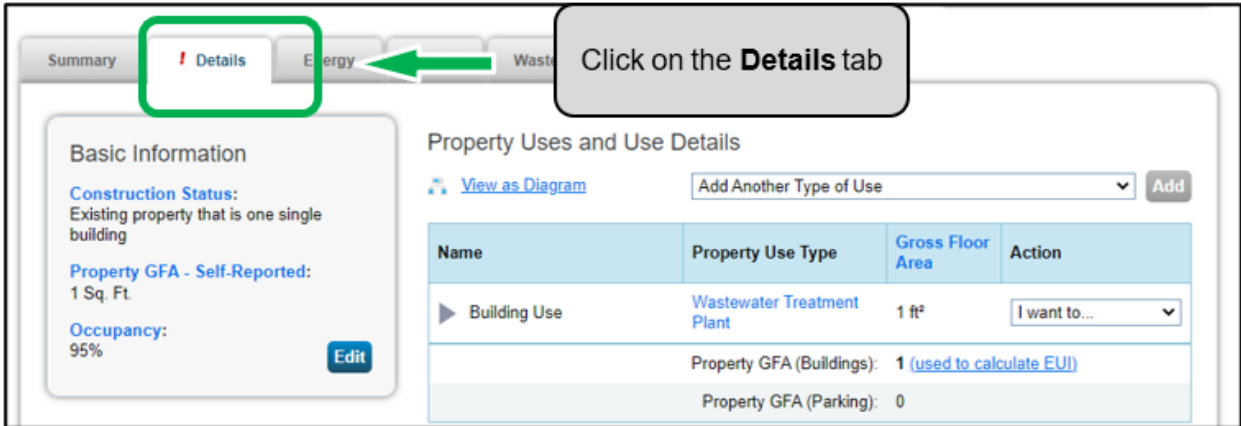 Summary
! Details
E ergy
Waste
Click on the Details tab
Basic Information
Construction Status:
Existing property that is one single
building
Property GFA - Self-Reported:
1 Sq. Ft.
Occupancy:
95%
Edit
Property Uses and Use Details
View as Diagram
Add Another Type of Use
Add
Name
Property Use Type
Gross Floor
Area
Action
Building Use
Wastewater Treatment
Plant
1 ft²
I want to...
Property GFA (Buildings): 1 (used to calculate EUI)
Property GFA (Parking): 0